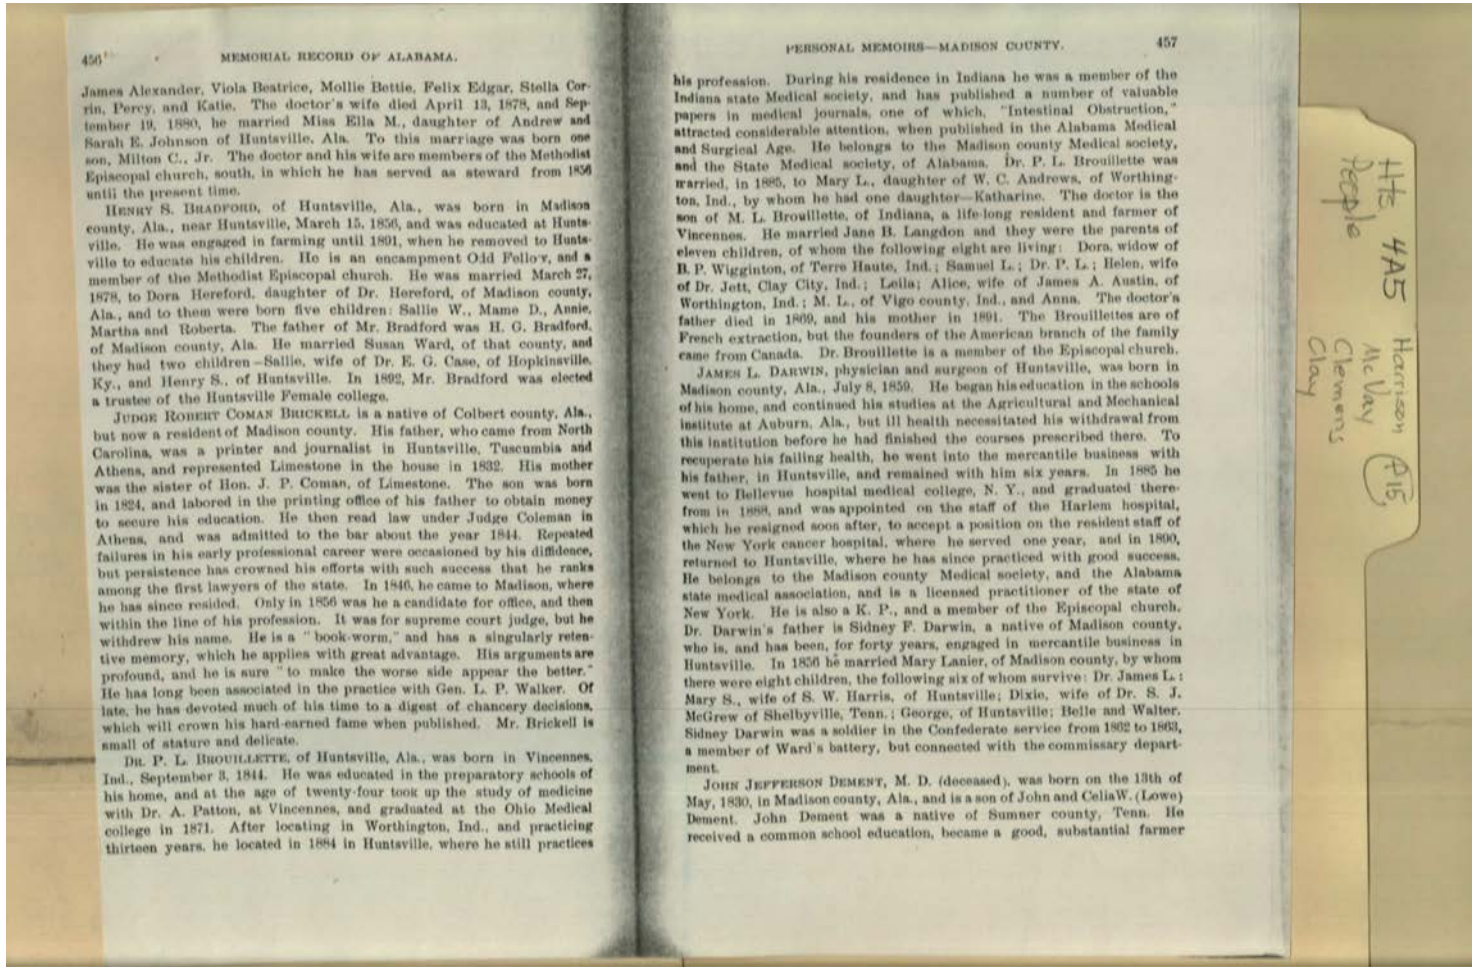 456
MEMORIAL RECORD OF ALABAMA.
James Alexander, Viola Beatrice, Mollie Bettie, Felix Edgar, Stella Cor-
rin, Percy, and Katie. The doctor's wife died April 13, 1878, and Sep-
tember 19, 1880, he married Miss Ella M., daughter of Andrew and
Sarah E. Johnson of Huntsville, Ala. To this marriage was born one
son, Milton C., Jr. The doctor and his wife are members of the Methodist
Episcopal church, south, in which he has served as steward from 1856
until the present time.
HENRY S. BRADFORD, of Huntsville, Ala., was born in Madison
county, Ala., near Huntsville, March 15, 1856, and was educated at Hunts-
ville. He was engaged in farming until 1891, when he removed to Hunts-
ville to educate his children. He is an encampment Odd Fellow, and a
member of the Methodist Episcopal church. He was married March 27,
1878, to Dora Hereford, daughter of Dr. Hereford, of Madison county,
Ala., and to them were born five children: Sallie W., Mame D., Annie,
Martha and Roberta. The father of Mr. Bradford was H. G. Bradford,
of Madison county, Ala. He married Susan Ward, of that county, and
they had two children—Sallie, wife of Dr. E. G. Case, of Hopkinsville,
Ky., and Henry S., of Huntsville. In 1892, Mr. Bradford was elected
a trustee of the Huntsville Female college.
JUDGE ROBERT COMAN BRICKELL is a native of Colbert county, Ala.,
but now a resident of Madison county. His father, who came from North
Carolina, was a printer and journalist in Huntsville, Tuscumbia and
Athens, and represented Limestone in the house in 1832. His mother
was the sister of Hon. J. P. Coman, of Limestone. The son was born
in 1824, and labored in the printing office of his father to obtain money
to secure his education. He then read law under Judge Coleman in
Athens, and was admitted to the bar about the year 1844. Repeated
failures in his early professional career were occasioned by his diffidence,
but persistence has crowned his efforts with such success that he ranks
among the first lawyers of the state. In 1846, he came to Madison, where
he has since resided. Only in 1856 was he a candidate for office, and then
within the line of his profession. It was for supreme court judge, but he
withdrew his name. He is a "book-worm," and has a singularly reten-
tive memory, which he applies with great advantage. His arguments are
profound, and he is sure "to make the worse side appear the better."
He has long been associated in the practice with Gen. L. P. Walker. Of
late, he has devoted much of his time to a digest of chancery decisions,
which will crown his hard-earned fame when published. Mr. Brickell is
small of stature and delicate.
DR. P. L. BROUILLETTE, of Huntsville, Ala., was born in Vincennes,
Ind., September 3, 1844. He was educated in the preparatory schools of
his home, and at the age of twenty-four took up the study of medicine
with Dr. A. Patton, at Vincennes, and graduated at the Ohio Medical
college in 1871. After locating in Worthington, Ind., and practicing
thirteen years, he located in 1884 in Huntsville, where he still practices
PERSONAL MEMOIRS—MADISON COUNTY.
457
his profession. During his residence in Indiana he was a member of the
Indiana state Medical society, and has published a number of valuable
papers in medical journals, one of which, "Intestinal Obstruction,"
attracted considerable attention, when published in the Alabama Medical
and Surgical Age. He belongs to the Madison county Medical society,
and the State Medical society, of Alabama. Dr. P. L. Brouillette was
married, in 1885, to Mary L., daughter of W. C. Andrews, of Worthing-
ton, Ind., by whom he had one daughter—Katharine. The doctor is the
son of M. L. Brouillette, of Indiana, a life-long resident and farmer of
Vincennes. He married Jane B. Langdon and they were the parents of
eleven children, of whom the following eight are living: Dora, widow of
B. P. Wigginton, of Terre Haute, Ind.; Samuel L.; Dr. P. L.; Helen, wife
of Dr. Jett, Clay City, Ind.; Leila; Alice, wife of James A. Austin, of
Worthington, Ind.; M. L., of Vigo county, Ind., and Anna. The doctor's
father died in 1869, and his mother in 1891. The Brouillettes are of
French extraction, but the founders of the American branch of the family
came from Canada. Dr. Brouillette is a member of the Episcopal church.
JAMES L. DARWIN, physician and surgeon of Huntsville, was born in
Madison county, Ala., July 8, 1859. He began his education in the schools
of his home, and continued his studies at the Agricultural and Mechanical
institute at Auburn, Ala., but ill health necessitated his withdrawal from
this institution before he had finished the courses prescribed there. To
recuperate his failing health, he went into the mercantile business with
his father, in Huntsville, and remained with him six years. In 1885 he
went to Bellevue hospital medical college, N. Y., and graduated there-
from in 1888, and was appointed on the staff of the Harlem hospital,
which he resigned soon after, to accept a position on the resident staff of
the New York cancer hospital, where he served one year, and in 1890,
returned to Huntsville, where he has since practiced with good success.
He belongs to the Madison county Medical society, and the Alabama
state medical association, and is a licensed practitioner of the state of
New York. He is also a K. P., and a member of the Episcopal church.
Dr. Darwin's father is Sidney F. Darwin, a native of Madison county,
who is, and has been, for forty years, engaged in mercantile business in
Huntsville. In 1856 he married Mary Lanier, of Madison county, by whom
there were eight children, the following six of whom survive: Dr. James L.;
Mary S., wife of S. W. Harris, of Huntsville; Dixie, wife of Dr. S. J.
McGrew of Shelbyville, Tenn.; George, of Huntsville; Belle and Walter.
Sidney Darwin was a soldier in the Confederate service from 1862 to 1863,
a member of Ward's battery, but connected with the commissary depart-
ment.
JOHN JEFFERSON DEMENT, M. D. (deceased), was born on the 13th of
May, 1830, in Madison county, Ala., and is a son of John and Celia W. (Lowe)
Dement. John Dement was a native of Sumner county, Tenn. He
received a common school education, became a good, substantial farmer
4A5 Harrison P15,
People McVay
Clemens
Clay